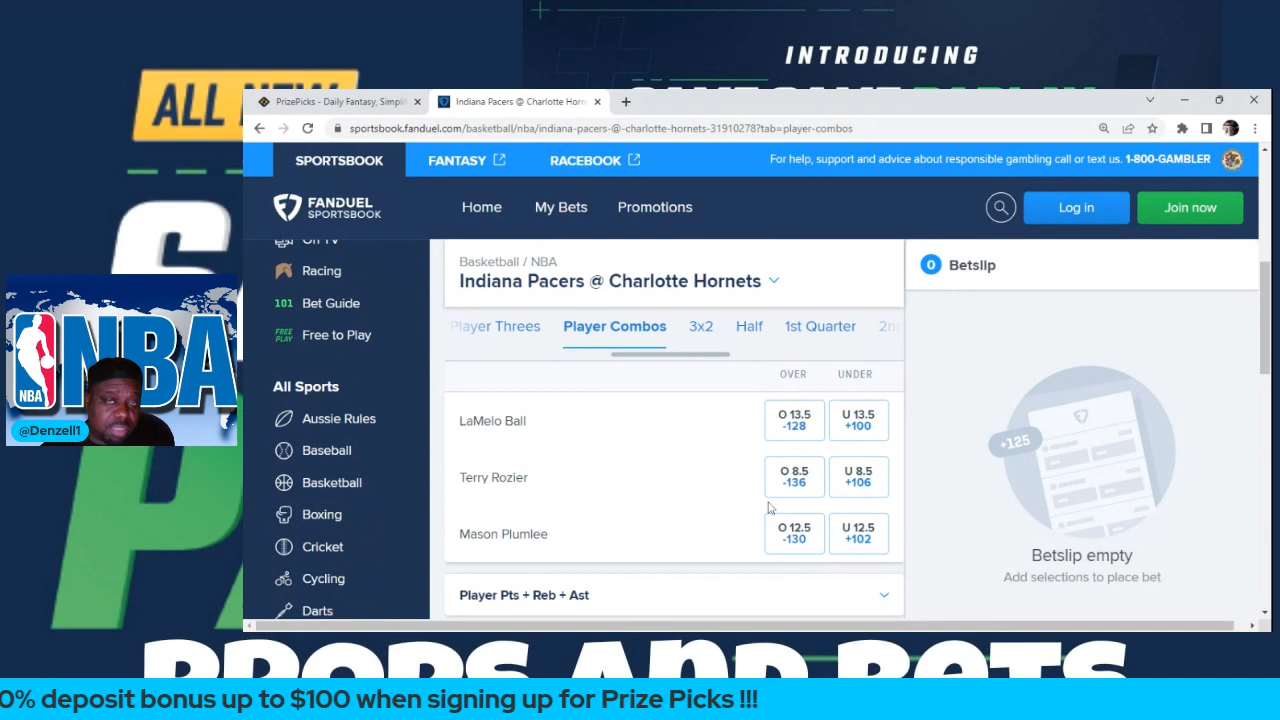 INTRODUCING
ALL NEW
PrizePicks - Daily Fantasy, Simplif
Indiana Pacers @ Charlotte Horn
sportsbook.fanduel.com/basketball/nba/indiana-pacers-@-charlotte-hornets-31910278?tab=player-combos
SPORTSBOOK
FANTASY
RACEBOOK
For help, support and advice about responsible gambling call or text us. 1-800-GAMBLER
FANDUEL
SPORTSBOOK
Home
My Bets
Promotions
Log in
Join now
Racing
101 Bet Guide
FREE PLAY Free to Play
All Sports
Aussie Rules
Baseball
Basketball
Boxing
Cricket
Cycling
Darts
Basketball / NBA
Indiana Pacers @ Charlotte Hornets
Player Threes
Player Combos
3x2
Half
1st Quarter
2nd
OVER
UNDER
LaMelo Ball
O 13.5
-128
U 13.5
+100
Terry Rozier
O 8.5
-136
U 8.5
+106
Mason Plumlee
O 12.5
-130
U 12.5
+102
Player Pts + Reb + Ast
0 Betslip
+125
Betslip empty
Add selections to place bet
NBA
NBA
@Denzell1
PROPS AND BETS
0% deposit bonus up to $100 when signing up for Prize Picks !!!